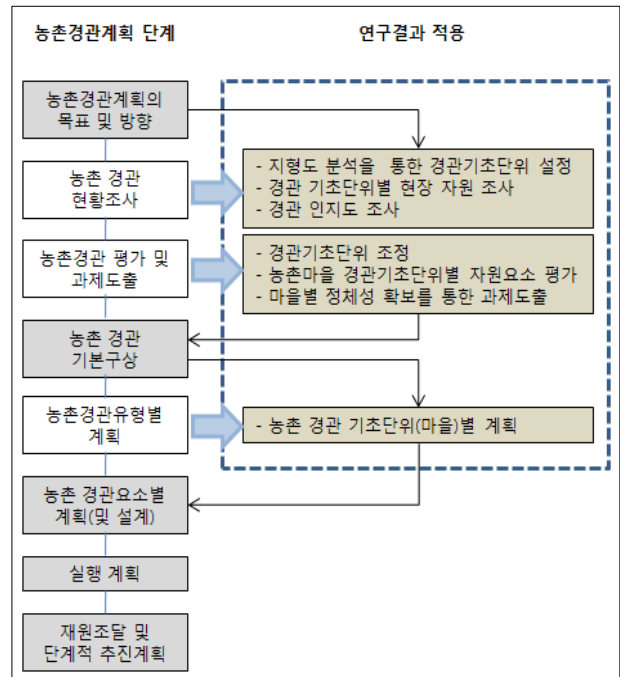 농촌경관계획 단계
연구결과 적용
농촌경관계획의
목표 및 방향
농촌 경관
현황조사
- 지형도 분석을 통한 경관기초단위 설정
- 경관 기초단위별 현장 자원 조사
- 경관 인지도 조사
농촌경관 평가 및
과제도출
- 경관기초단위 조정
- 농촌마을 경관기초단위별 자원요소 평가
- 마을별 정체성 확보를 통한 과제도출
농촌 경관
기본구상
농촌경관유형별
계획
- 농촌 경관 기초단위(마을)별 계획
농촌 경관요소별
계획(및 설계)
실행 계획
재원조달 및
단계적 추진계획